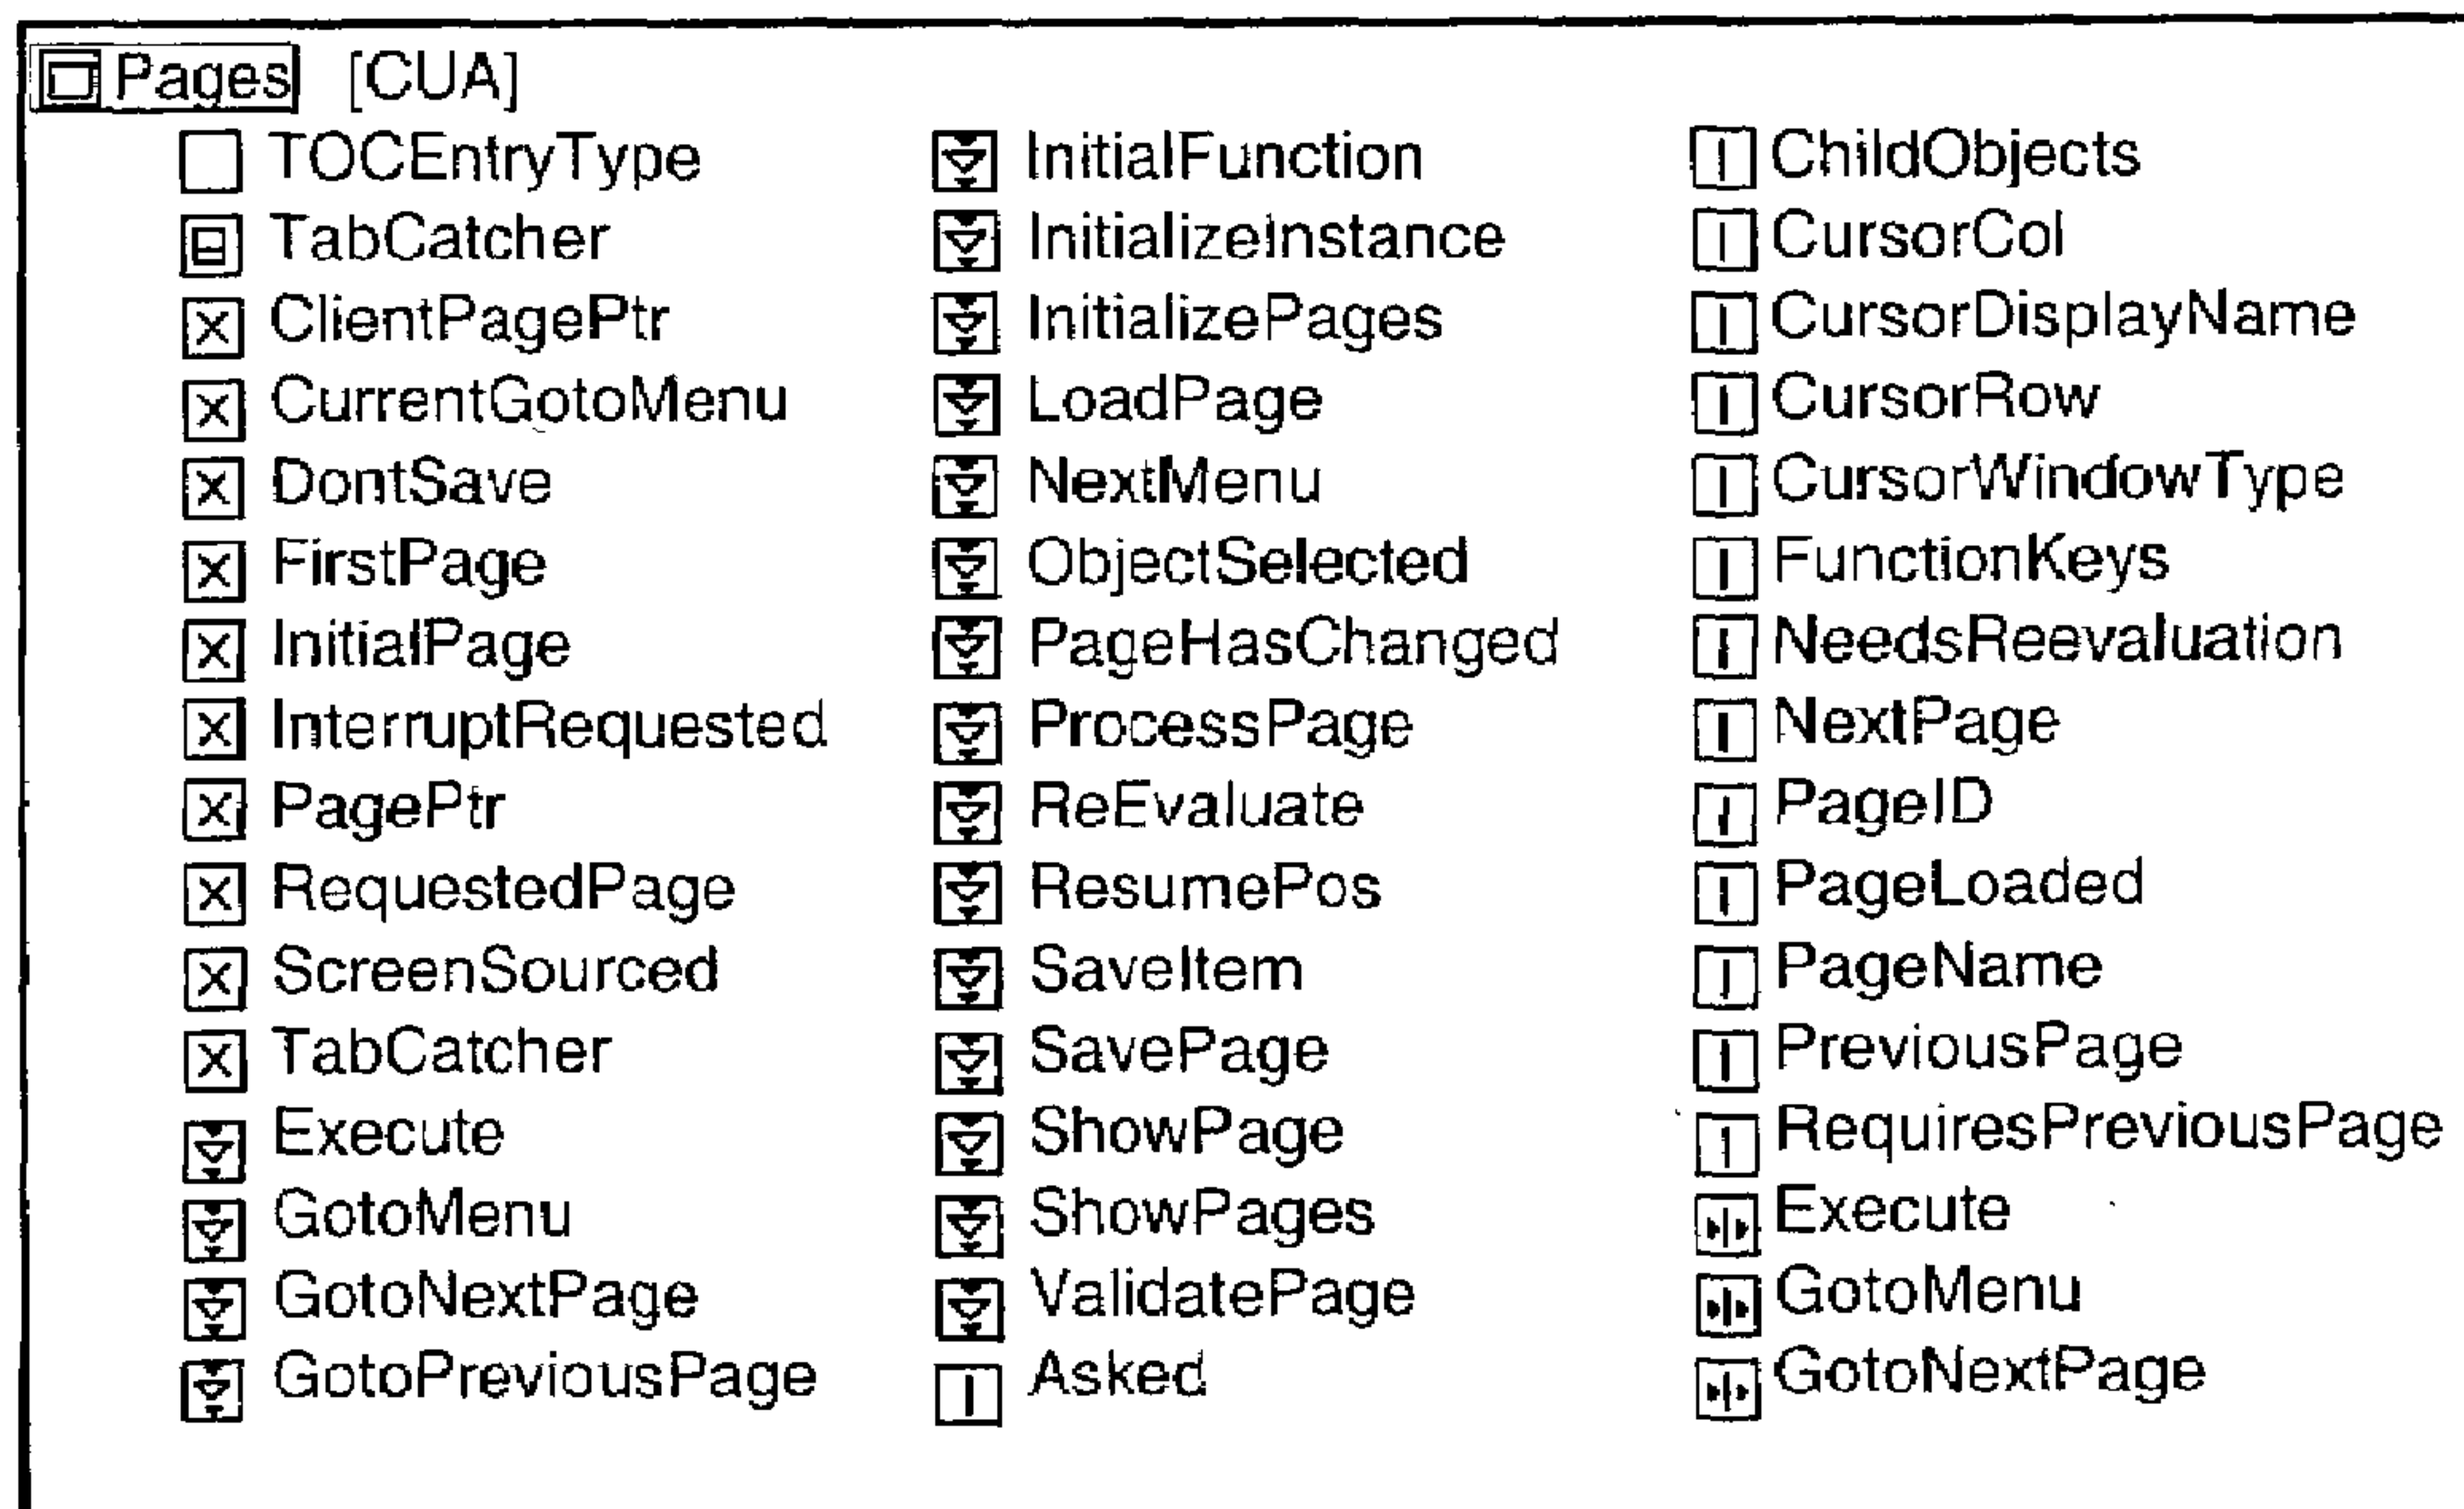 Pages [CUA]
TOCEntryType
TabCatcher
ClientPagePtr
CurrentGotoMenu
DontSave
FirstPage
InitialPage
InterruptRequested
PagePtr
RequestedPage
ScreenSourced
TabCatcher
Execute
GotoMenu
GotoNextPage
GotoPreviousPage
InitialFunction
InitializeInstance
InitializePages
LoadPage
NextMenu
ObjectSelected
PageHasChanged
ProcessPage
ReEvaluate
ResumePos
SaveItem
SavePage
ShowPage
ShowPages
ValidatePage
Asked
ChildObjects
CursorCol
CursorDisplayName
CursorRow
CursorWindowType
FunctionKeys
NeedsReevaluation
NextPage
PageID
PageLoaded
PageName
PreviousPage
RequiresPreviousPage
Execute
GotoMenu
GotoNextPage